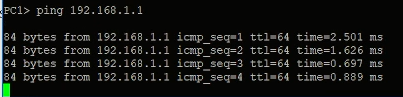 PC1> ping 192.168.1.1
84 bytes from 192.168.1.1 icmp_seq=1 ttl=64 time=2.501 ms
84 bytes from 192.168.1.1 icmp_seq=2 ttl=64 time=1.626 ms
84 bytes from 192.168.1.1 icmp_seq=3 ttl=64 time=0.697 ms
84 bytes from 192.168.1.1 icmp_seq=4 ttl=64 time=0.889 ms